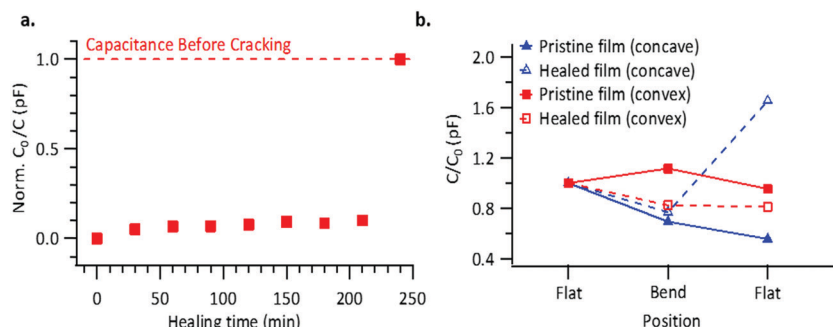 a.
Capacitance Before Cracking
1.0
0.5
0.0
Norm. C₀/C (pF)
0 50 100 150 200 250
Healing time (min)
b.
Pristine film (concave)
Healed film (concave)
Pristine film (convex)
Healed film (convex)
2.0
1.6
1.2
0.8
0.4
C/C₀ (pF)
Flat Bend Flat
Position